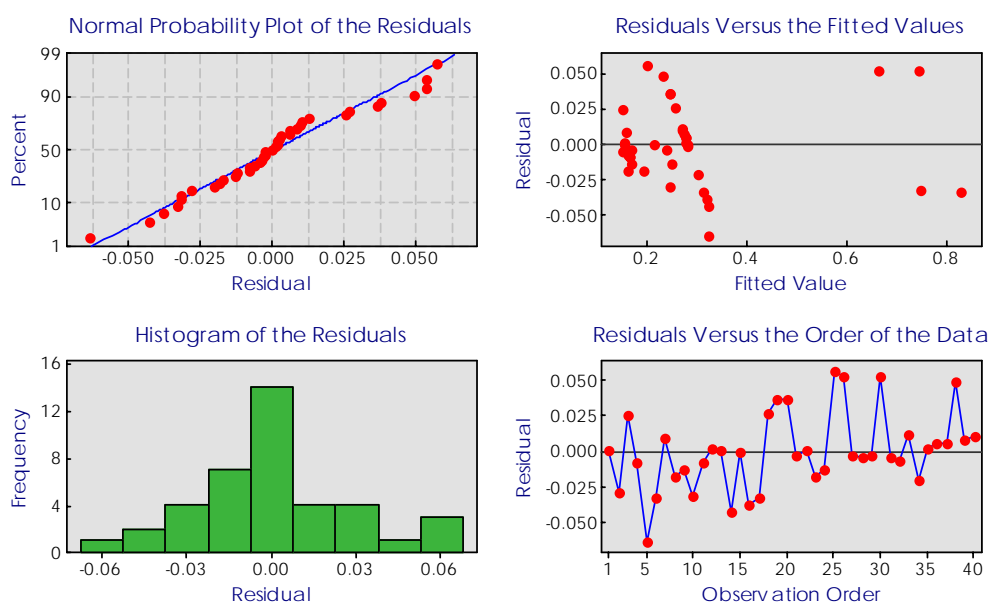 Normal Probability Plot of the Residuals
99
90
50
10
1
Percent
-0.050 -0.025 0.000 0.025 0.050
Residual
Residuals Versus the Fitted Values
0.050
0.025
0.000
-0.025
-0.050
Residual
0.2 0.4 0.6 0.8
Fitted Value
Histogram of the Residuals
16
12
8
4
0
Frequency
-0.06 -0.03 0.00 0.03 0.06
Residual
Residuals Versus the Order of the Data
0.050
0.025
0.000
-0.025
-0.050
Residual
1 5 10 15 20 25 30 35 40
Observation Order